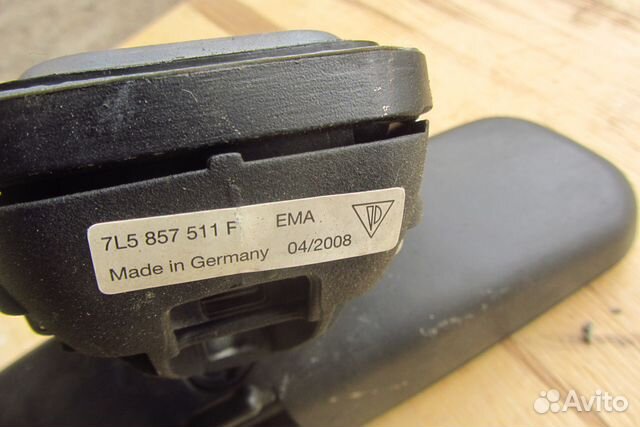 7L5 857 511 F EMA
Made in Germany 04/2008
Avito